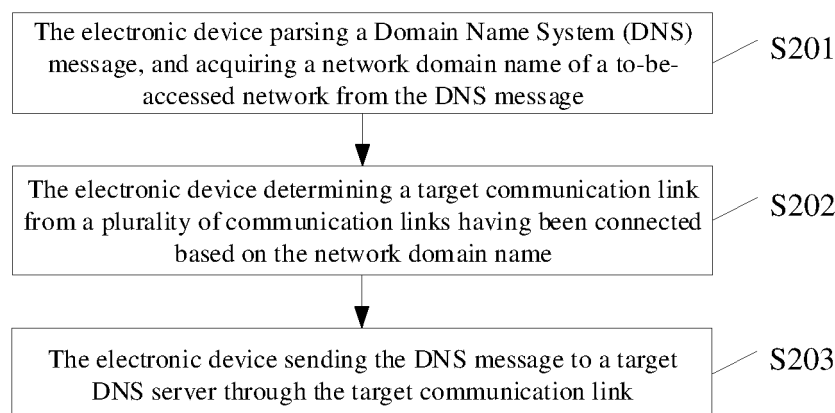 The electronic device parsing a Domain Name System (DNS)
message, and acquiring a network domain name of a to-be-
accessed network from the DNS message
S201
The electronic device determining a target communication link
from a plurality of communication links having been connected
based on the network domain name
S202
The electronic device sending the DNS message to a target
DNS server through the target communication link
S203